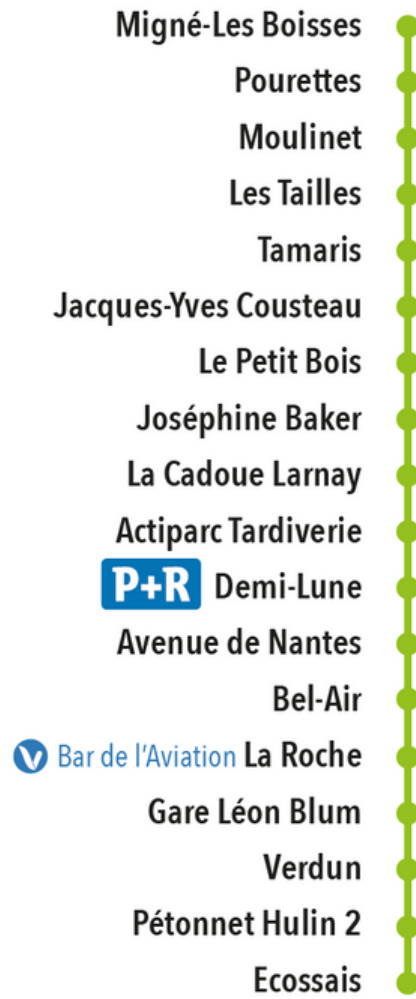 Migné-Les Boisses
Pourettes
Moulinet
Les Tailles
Tamaris
Jacques-Yves Cousteau
Le Petit Bois
Joséphine Baker
La Cadoue Larnay
Actiparc Tardiverie
P+R Demi-Lune
Avenue de Nantes
Bel-Air
V Bar de l'Aviation La Roche
Gare Léon Blum
Verdun
Pétonnet Hulin 2
Ecossais